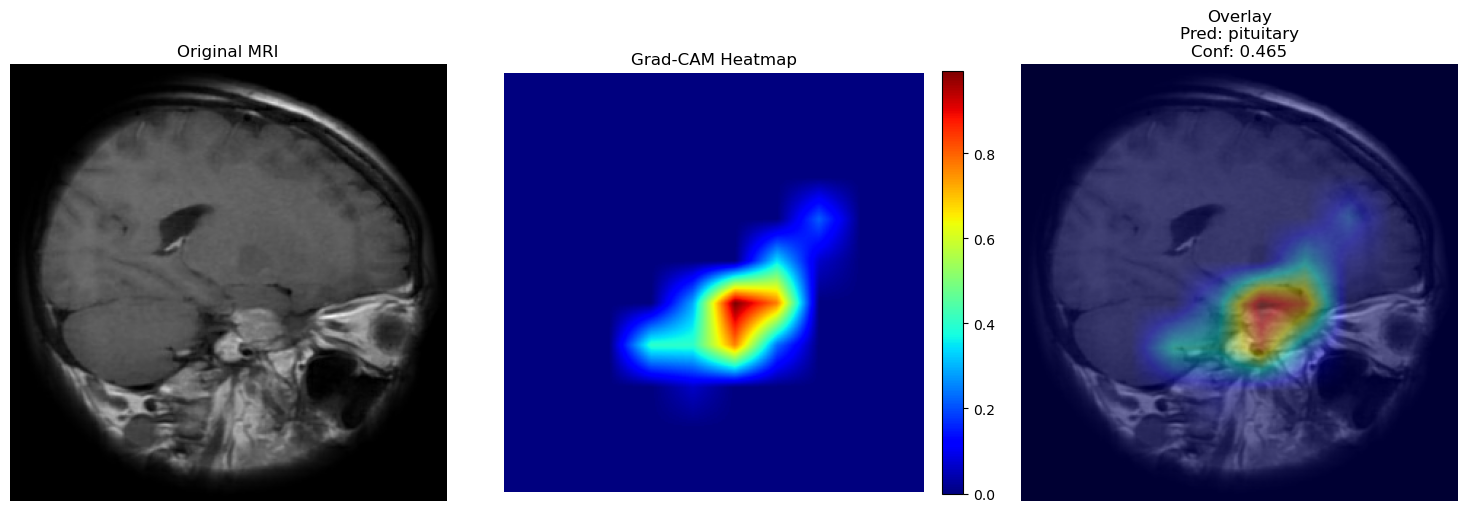 Original MRI
Grad-CAM Heatmap
0.8
0.6
0.4
0.2
0.0
Overlay
Pred: pituitary
Conf: 0.465